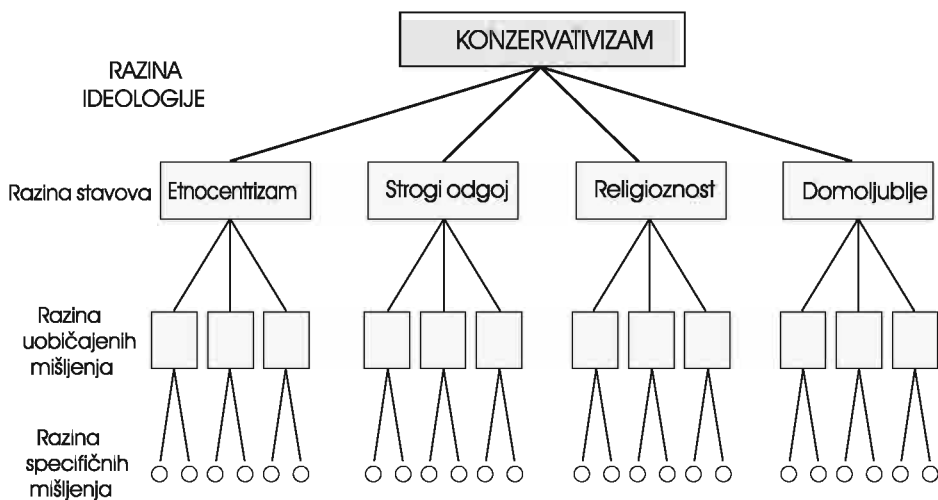 KONZERVATIVIZAM
RAZINA
IDEOLOGIJE
Razina stavova
Etnocentrizam
Strogi odgoj
Religioznost
Domoljublje
Razina
uobičajenih
mišljenja
Razina
specifičnih
mišljenja